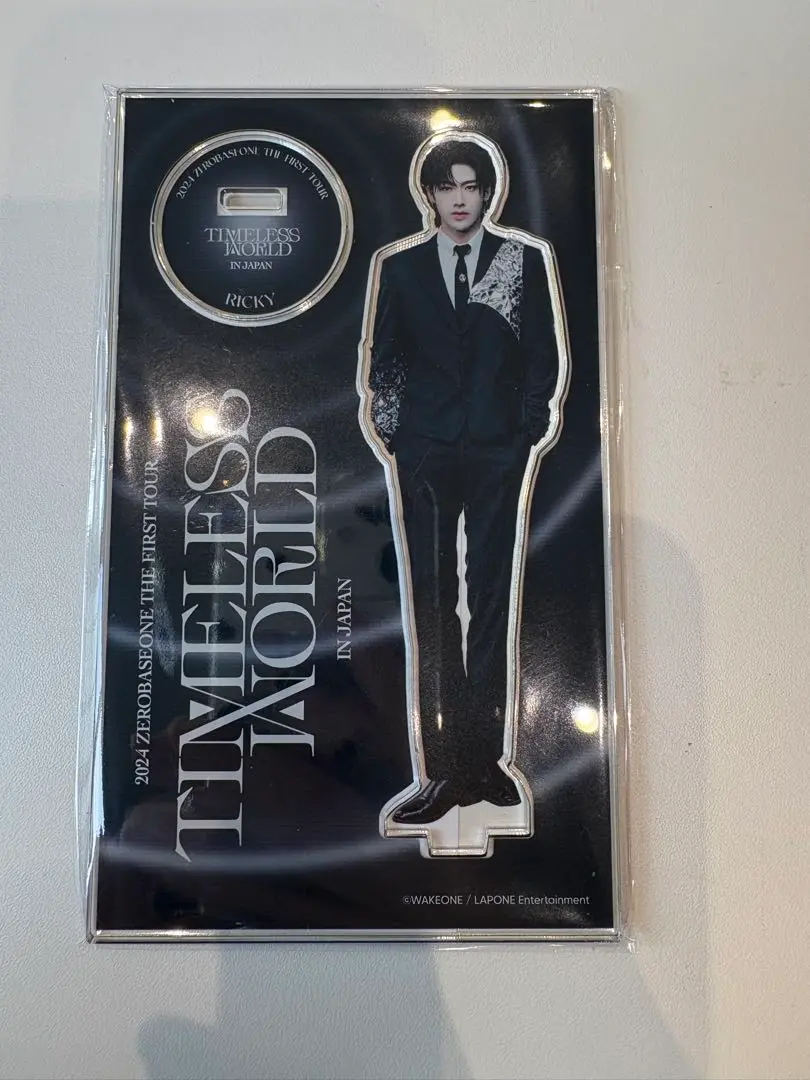 2024 ZEROBASEONE THE FIRST TOUR
TIMELESS
WORLD
IN JAPAN
RICKY
2024 ZEROBASEONE THE FIRST TOUR
TIMELESS
WORLD
IN JAPAN
©WAKEONE / LAPONE Entertainment